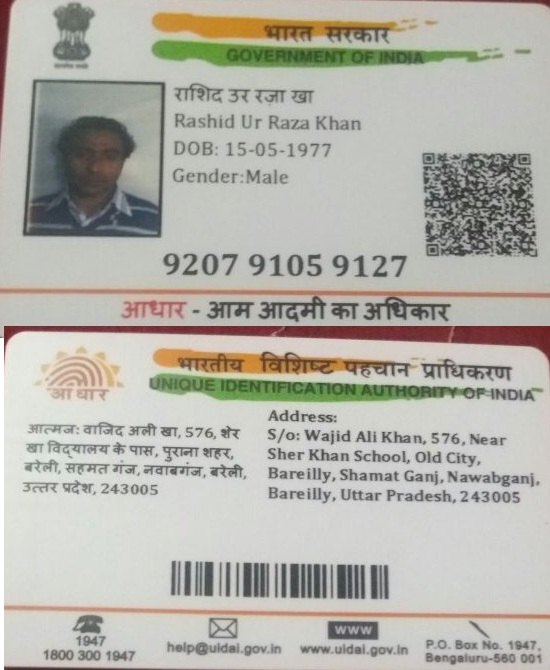 भारत सरकार
GOVERNMENT OF INDIA
राशिद उर रज़ा खा
Rashid Ur Raza Khan
DOB: 15-05-1977
Gender:Male
9207 9105 9127
आधार - आम आदमी का अधिकार
भारतीय विशिष्ट पहचान प्राधिकरण
UNIQUE IDENTIFICATION AUTHORITY OF INDIA
आधार
आत्मज: वाजिद अली खा, 576, शेर
खा विद्यालय के पास, पुराना शहर,
बरेली, सहमत गंज, नवाबगंज, बरेली,
उत्तर प्रदेश, 243005
Address:
S/o: Wajid Ali Khan, 576, Near
Sher Khan School, Old City,
Bareilly, Shamat Ganj, Nawabganj,
Bareilly, Uttar Pradesh, 243005
1947
1800 300 1947
help@uidai.gov.in
www
www.uidai.gov.in
P.O. Box No. 1947,
Bengaluru-560 001